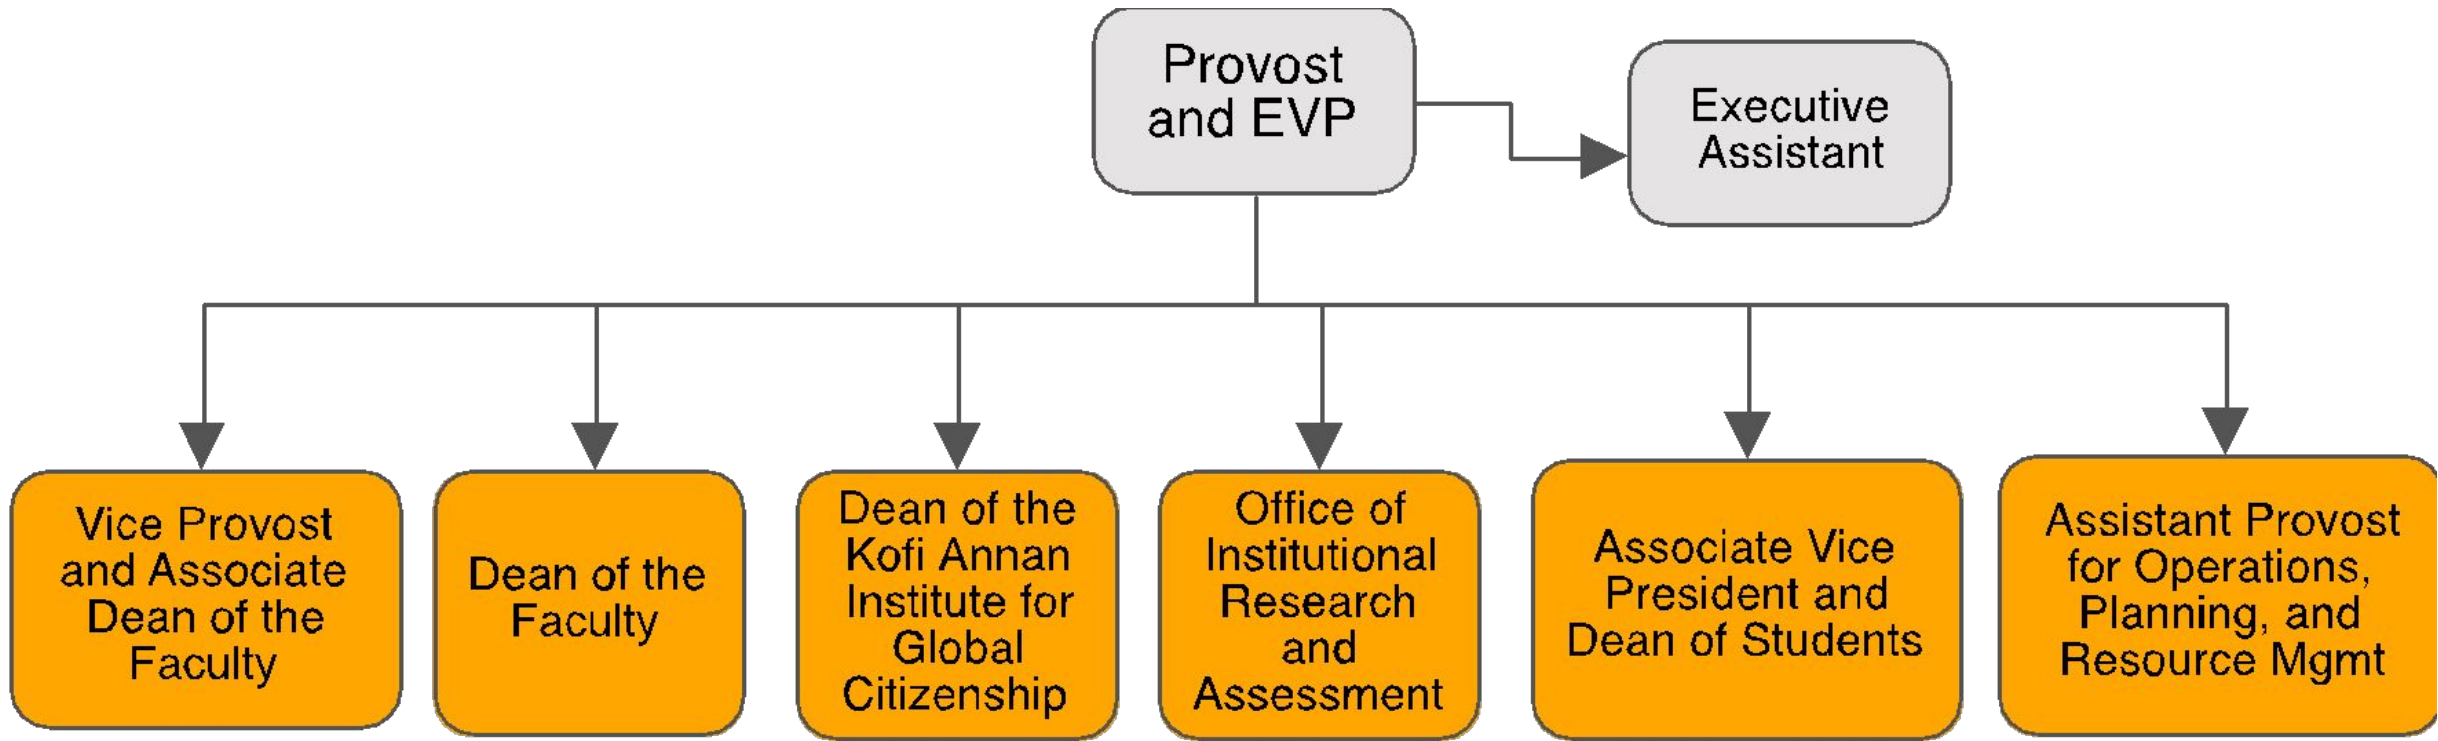 Provost
and EVP
Executive
Assistant
Vice Provost
and Associate
Dean of the
Faculty
Dean of the
Faculty
Dean of the
Kofi Annan
Institute for
Global
Citizenship
Office of
Institutional
Research
and
Assessment
Associate Vice
President and
Dean of Students
Assistant Provost
for Operations,
Planning, and
Resource Mgmt